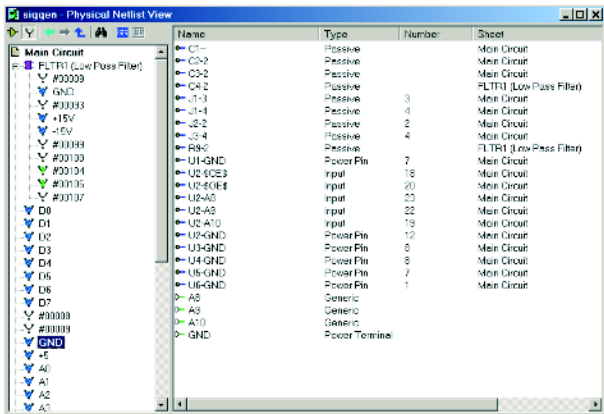 siqgen - Physical Netlist View
Main Circuit
FLTR1 (Low Pass Filter)
#00009
GND
#00093
+15V
-15V
#00099
#00100
#00104
#00105
#00107
D0
D1
D2
D3
D4
D5
D6
D7
#00008
#00009
GND
+5
A0
A1
A2
A3
Name Type Number Sheet
C1-- Passive Main Circuit
C2-2 Passive Main Circuit
C3-2 Passive Main Circuit
C4-2 Passive FLTR1 (Low Pass Filter)
J1-3 Passive 3 Main Circuit
J1-4 Passive 4 Main Circuit
J2-2 Passive 2 Main Circuit
J3-4 Passive 4 Main Circuit
R9-2 Passive FLTR1 (Low Pass Filter)
U1-GND Power Pin 7 Main Circuit
U2-$CE$ Input 18 Main Circuit
U2-$OE$ Input 20 Main Circuit
U2-A8 Input 23 Main Circuit
U2-A9 Input 22 Main Circuit
U2-A10 Input 19 Main Circuit
U2-GND Power Pin 12 Main Circuit
U3-GND Power Pin 8 Main Circuit
U4-GND Power Pin 8 Main Circuit
U5-GND Power Pin 7 Main Circuit
U6-GND Power Pin 1 Main Circuit
A8 Generic
A9 Generic
A10 Generic
GND Power Terminal